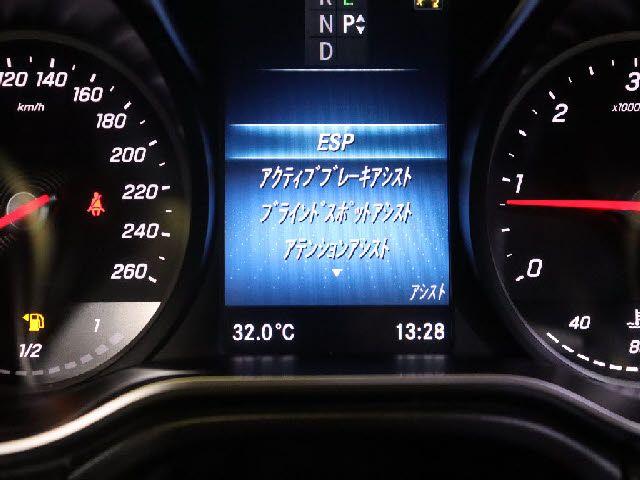 N P
D
120 140
160
180
200
220
240
260
km/h
1/2 1
ESP
アクティブブレーキアシスト
ブラインドスポットアシスト
アテンションアシスト
アシスト
32.0°C 13:28
3
2
1
0
x1000
40